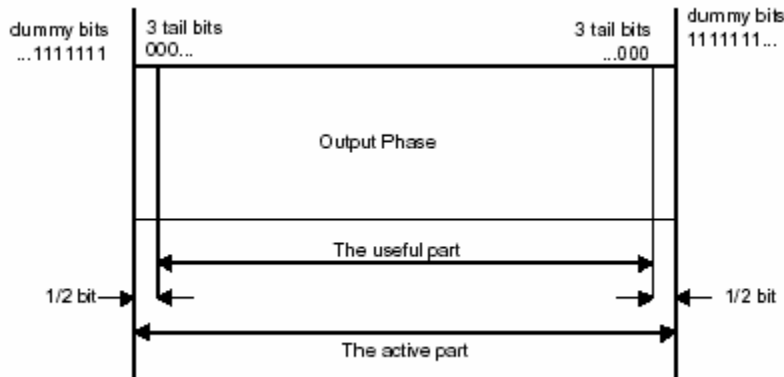 dummy bits
...1111111
3 tail bits
000...
3 tail bits
...000
dummy bits
1111111...
Output Phase
The useful part
1/2 bit
1/2 bit
The active part